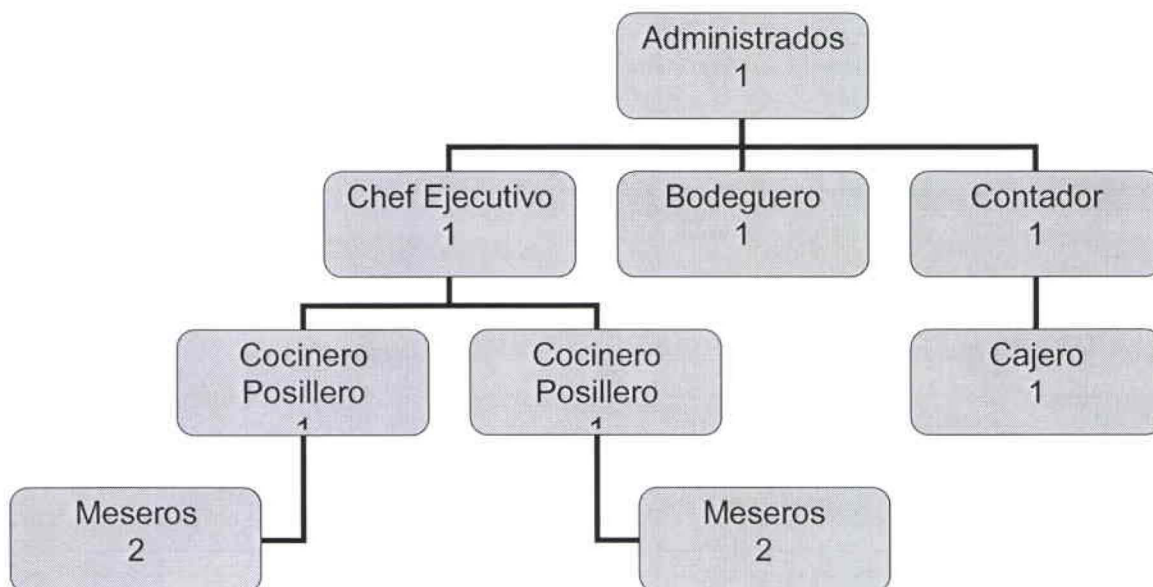 Administrados
1
Chef Ejecutivo
1
Bodeguero
1
Contador
1
Cocinero
Posillero
1
Cocinero
Posillero
1
Cajero
1
Meseros
2
Meseros
2